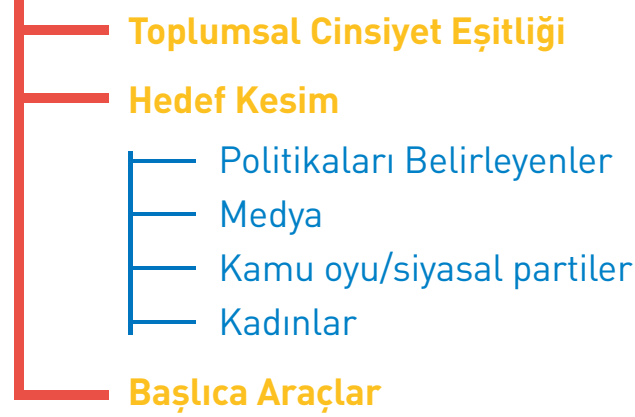 Toplumsal Cinsiyet Eşitliği
Hedef Kesim
Politikaları Belirleyenler
Medya
Kamu oyu/siyasal partiler
Kadınlar
Başlıca Araçlar